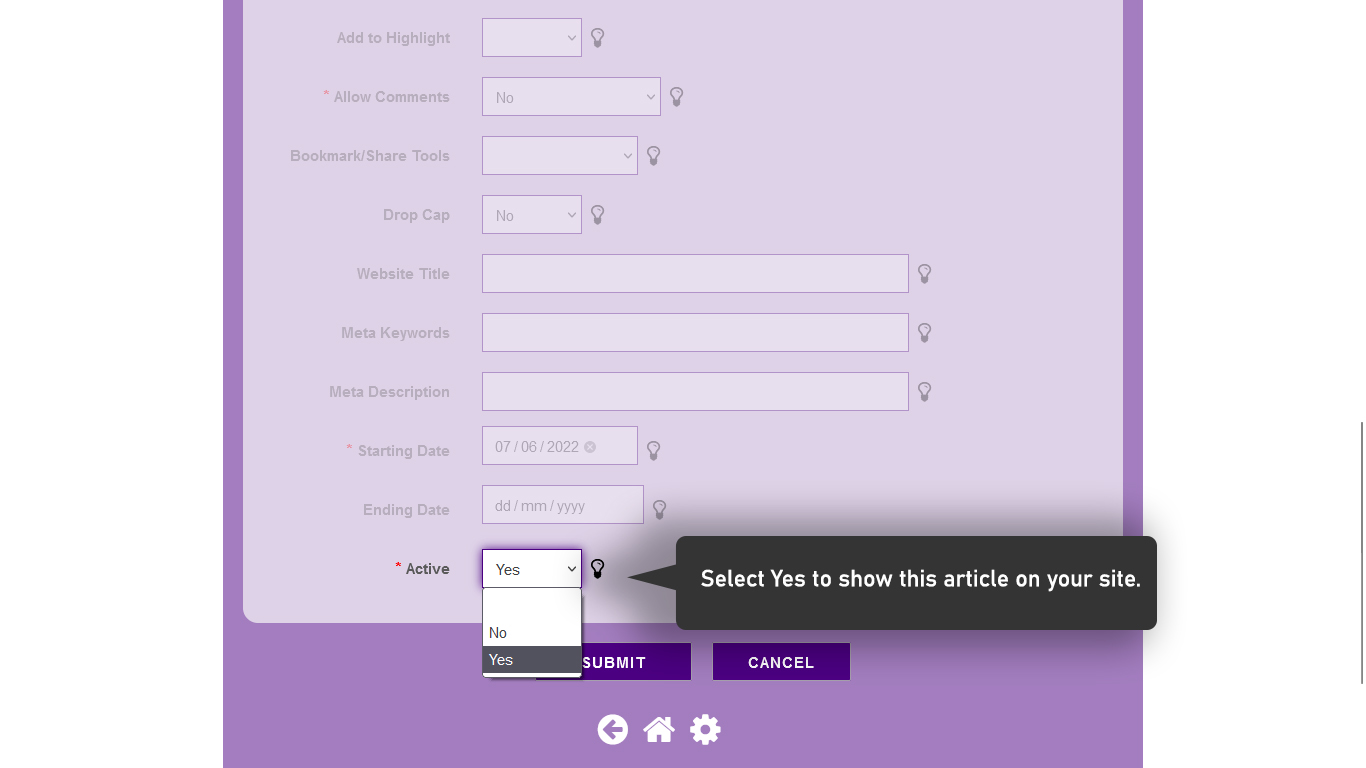 Add to Highlight
* Allow Comments No
Bookmark/Share Tools
Drop Cap No
Website Title
Meta Keywords
Meta Description
* Starting Date 07 / 06 / 2022
Ending Date dd / mm / yyyy
* Active Yes
Select Yes to show this article on your site.
No
Yes
SUBMIT CANCEL